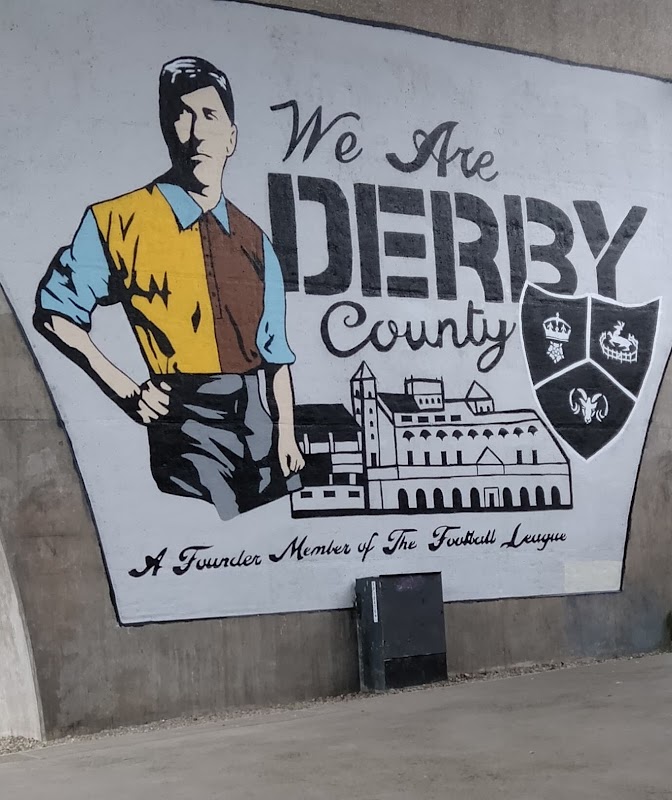 We Are
DERBY
County
A Founder Member of The Football League